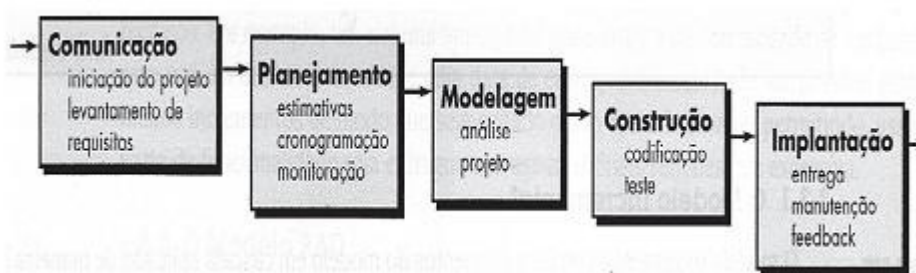 Comunicação
iniciação do projeto
levantamento de
requisitos
Planejamento
estimativas
cronogramação
monitoração
Modelagem
análise
projeto
Construção
codificação
teste
Implantação
entrega
manutenção
feedback